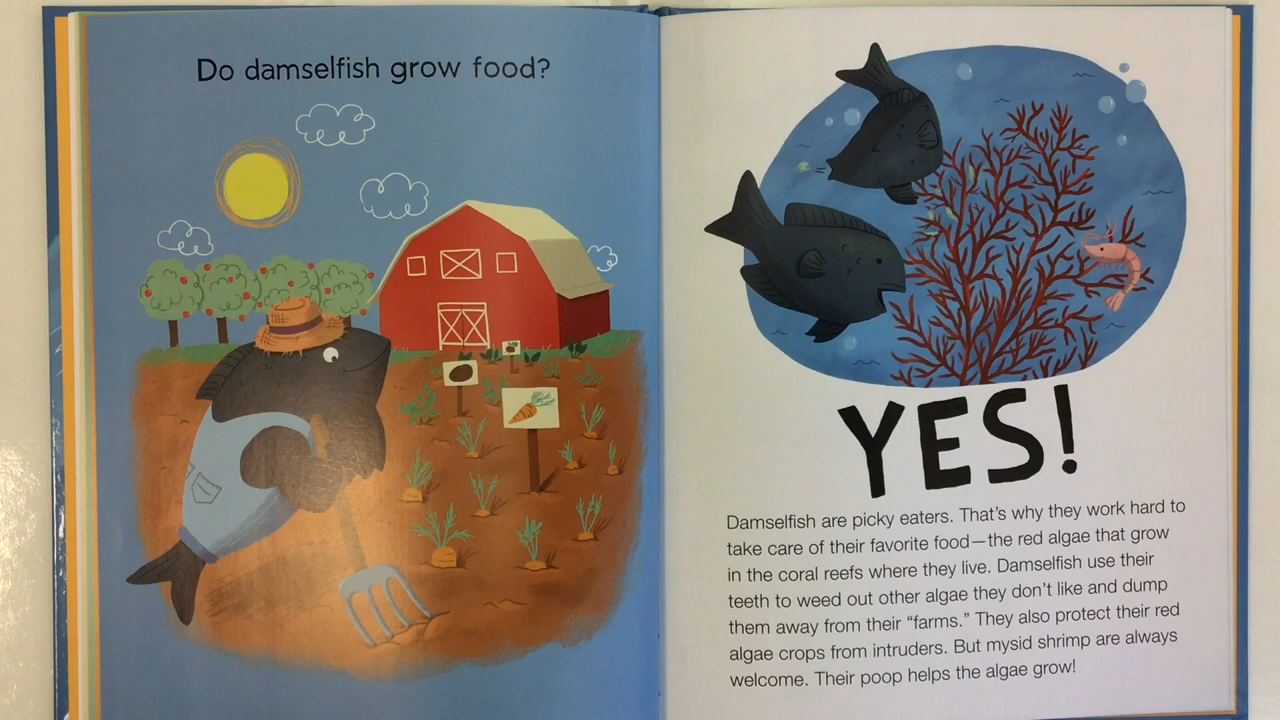 Do damselfish grow food?
YES!
Damselfish are picky eaters. That's why they work hard to
take care of their favorite food—the red algae that grow
in the coral reefs where they live. Damselfish use their
teeth to weed out other algae they don't like and dump
them away from their “farms.” They also protect their red
algae crops from intruders. But mysid shrimp are always
welcome. Their poop helps the algae grow!